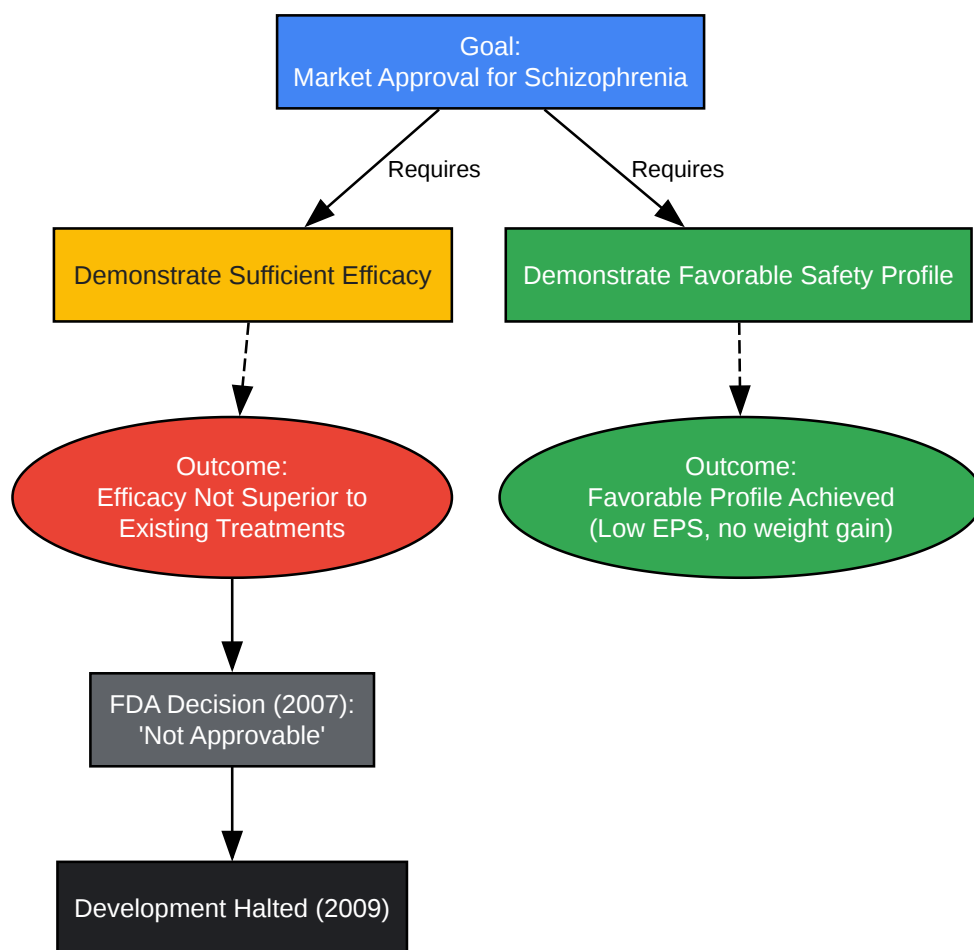 Goal:
Market Approval for Schizophrenia
Requires
Requires
Demonstrate Sufficient Efficacy
Demonstrate Favorable Safety Profile
Outcome:
Efficacy Not Superior to
Existing Treatments
Outcome:
Favorable Profile Achieved
(Low EPS, no weight gain)
FDA Decision (2007):
'Not Approvable'
Development Halted (2009)